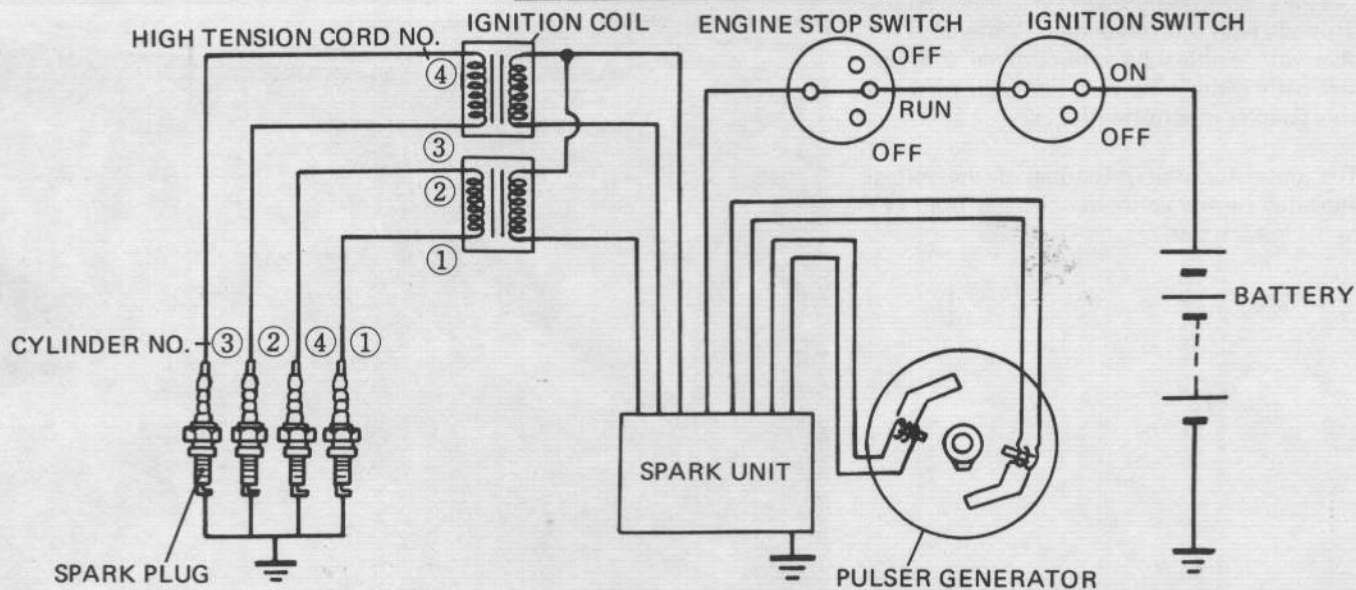 IGNITION COIL
ENGINE STOP SWITCH
IGNITION SWITCH
HIGH TENSION CORD NO.
④
③
②
①
OFF
RUN
OFF
ON
OFF
BATTERY
CYLINDER NO.
③ ② ④ ①
SPARK UNIT
SPARK PLUG
PULSER GENERATOR